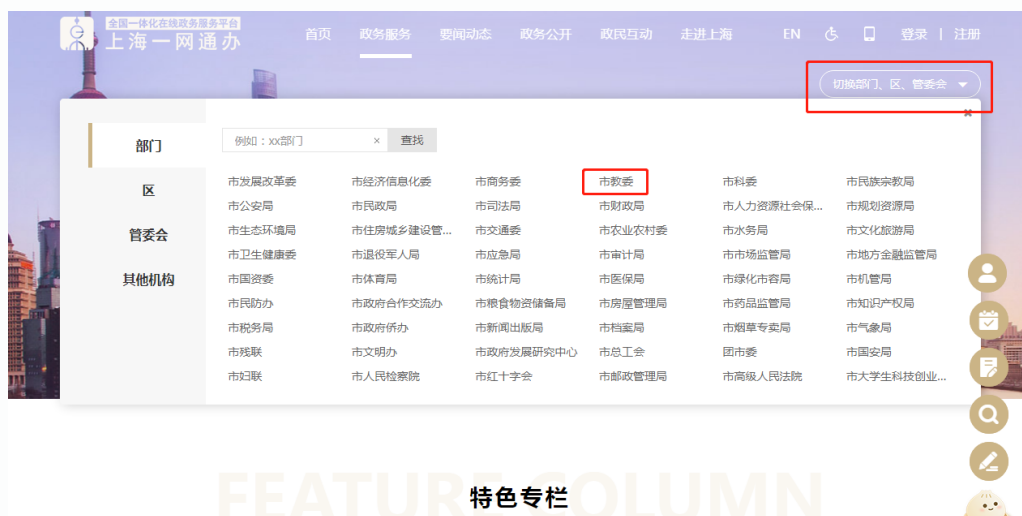 全国一体化在线政务服务平台
上海一网通办
首页 政务服务 要闻动态 政务公开 政民互动 走进上海 EN 登录 | 注册
切换部门、区、管委会
部门
区
管委会
其他机构
例如：xx部门 × 查找
市发展改革委 市经济信息化委 市商务委 市教委 市科委 市民族宗教局
市公安局 市民政局 市司法局 市财政局 市人力资源社会保... 市规划资源局
市生态环境局 市住房城乡建设管... 市交通委 市农业农村委 市水务局 市文化旅游局
市卫生健康委 市退役军人局 市应急局 市审计局 市市场监管局 市地方金融监管局
市国资委 市体育局 市统计局 市医保局 市绿化市容局 市机管局
市民防办 市政府合作交流办 市粮食物资储备局 市房屋管理局 市药品监管局 市知识产权局
市税务局 市政府侨办 市新闻出版局 市档案局 市烟草专卖局 市气象局
市残联 市文明办 市政府发展研究中心 市总工会 团市委 市国安局
市妇联 市人民检察院 市红十字会 市邮政管理局 市高级人民法院 市大学生科技创业...
FEATURE COLUMN
特色专栏